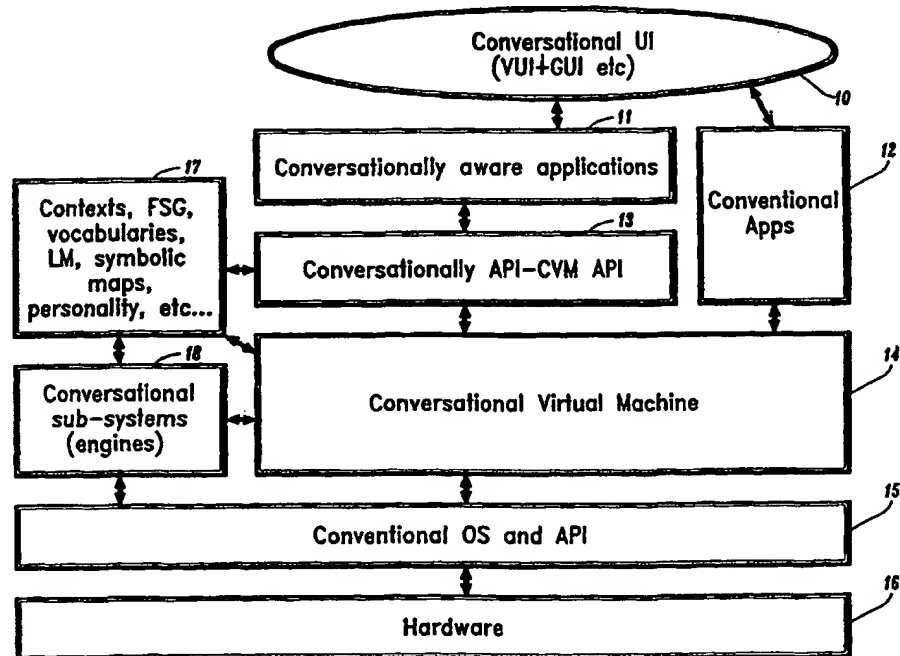 Conversational UI
(VUI+GUI etc)
10
11
Conversationally aware applications
12
Conventional
Apps
17
Contexts, FSG,
vocabularies,
LM, symbolic
maps,
personality, etc...
13
Conversationally API-CVM API
18
Conversational
sub-systems
(engines)
14
Conversational Virtual Machine
15
Conventional OS and API
16
Hardware